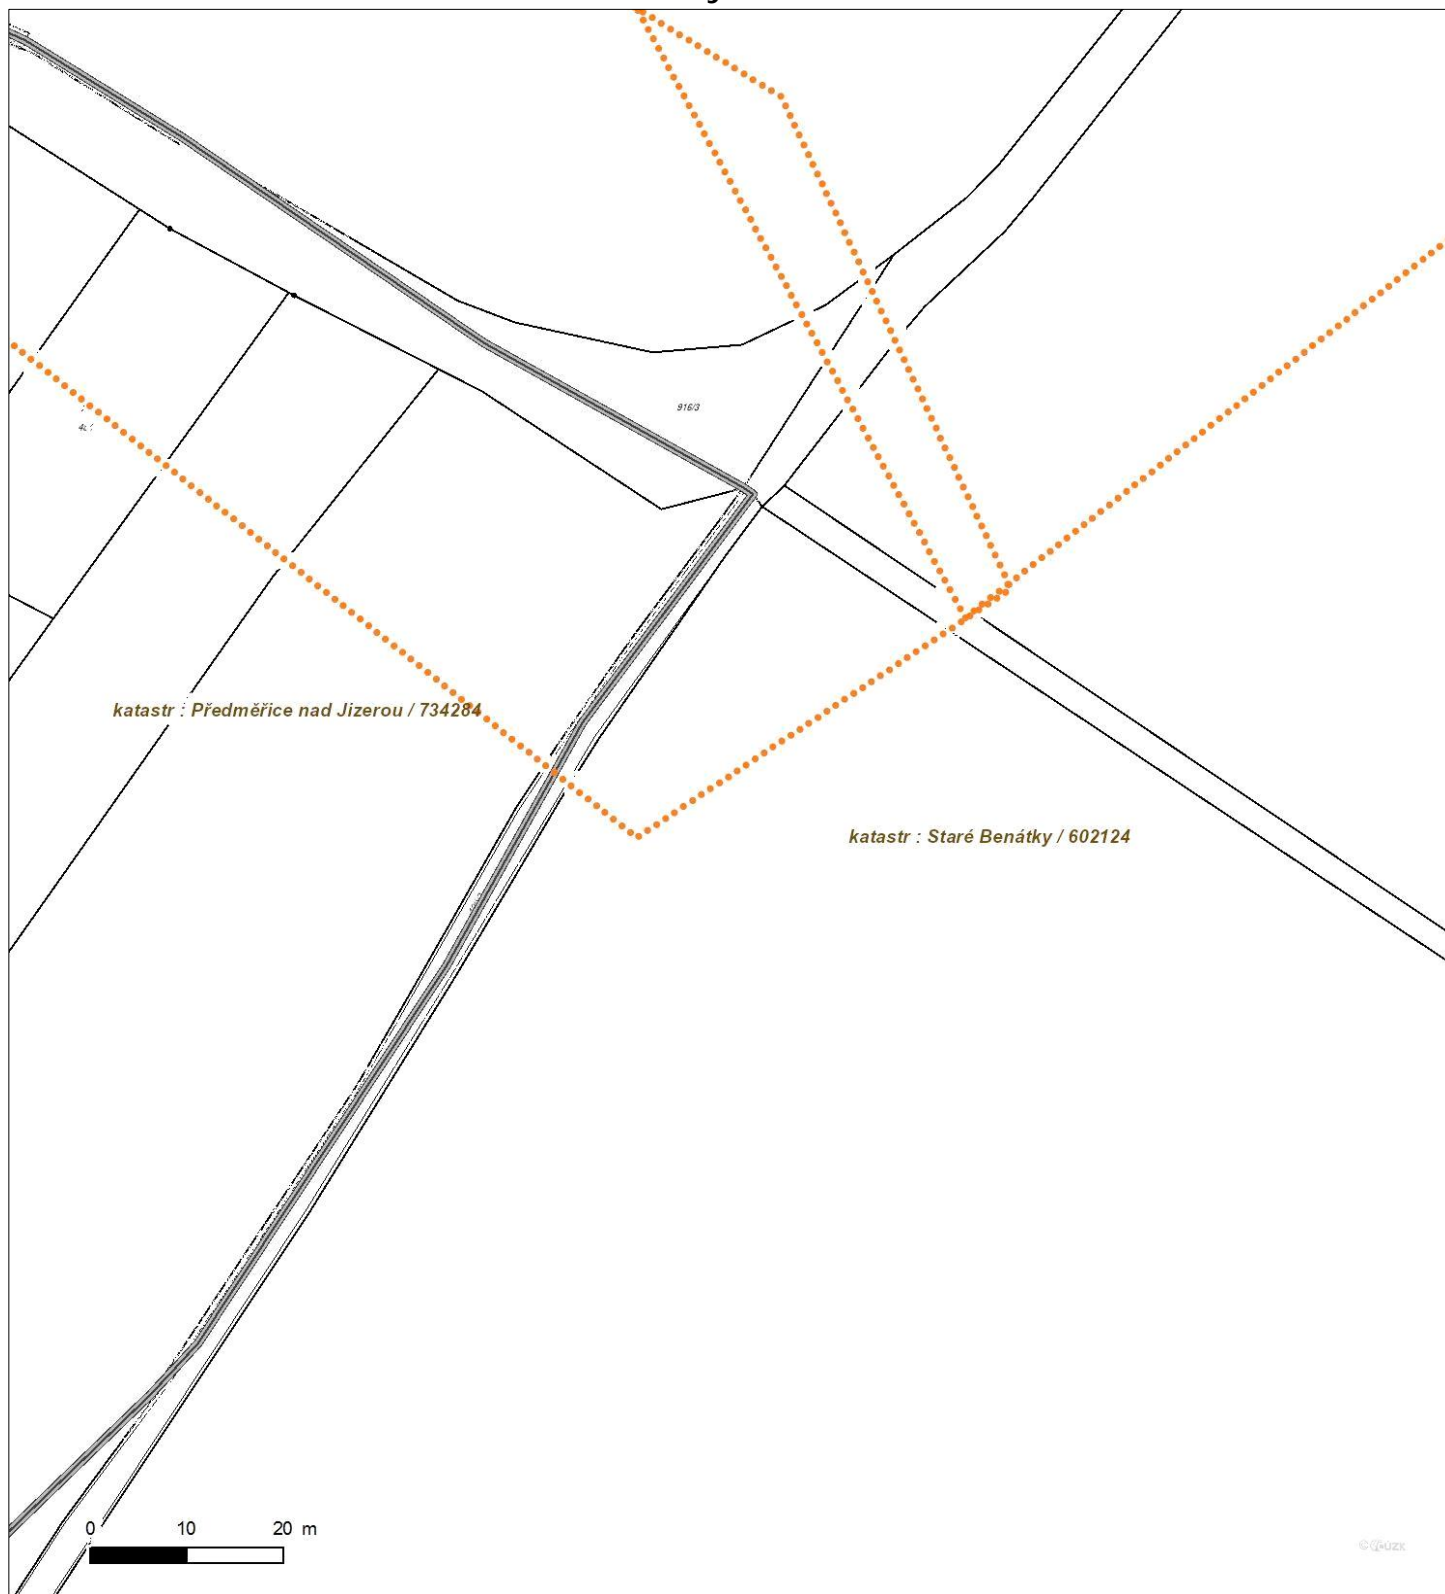 916/3
katastr : Předměřice nad Jizerou / 734284
katastr : Staré Benátky / 602124
0 10 20 m